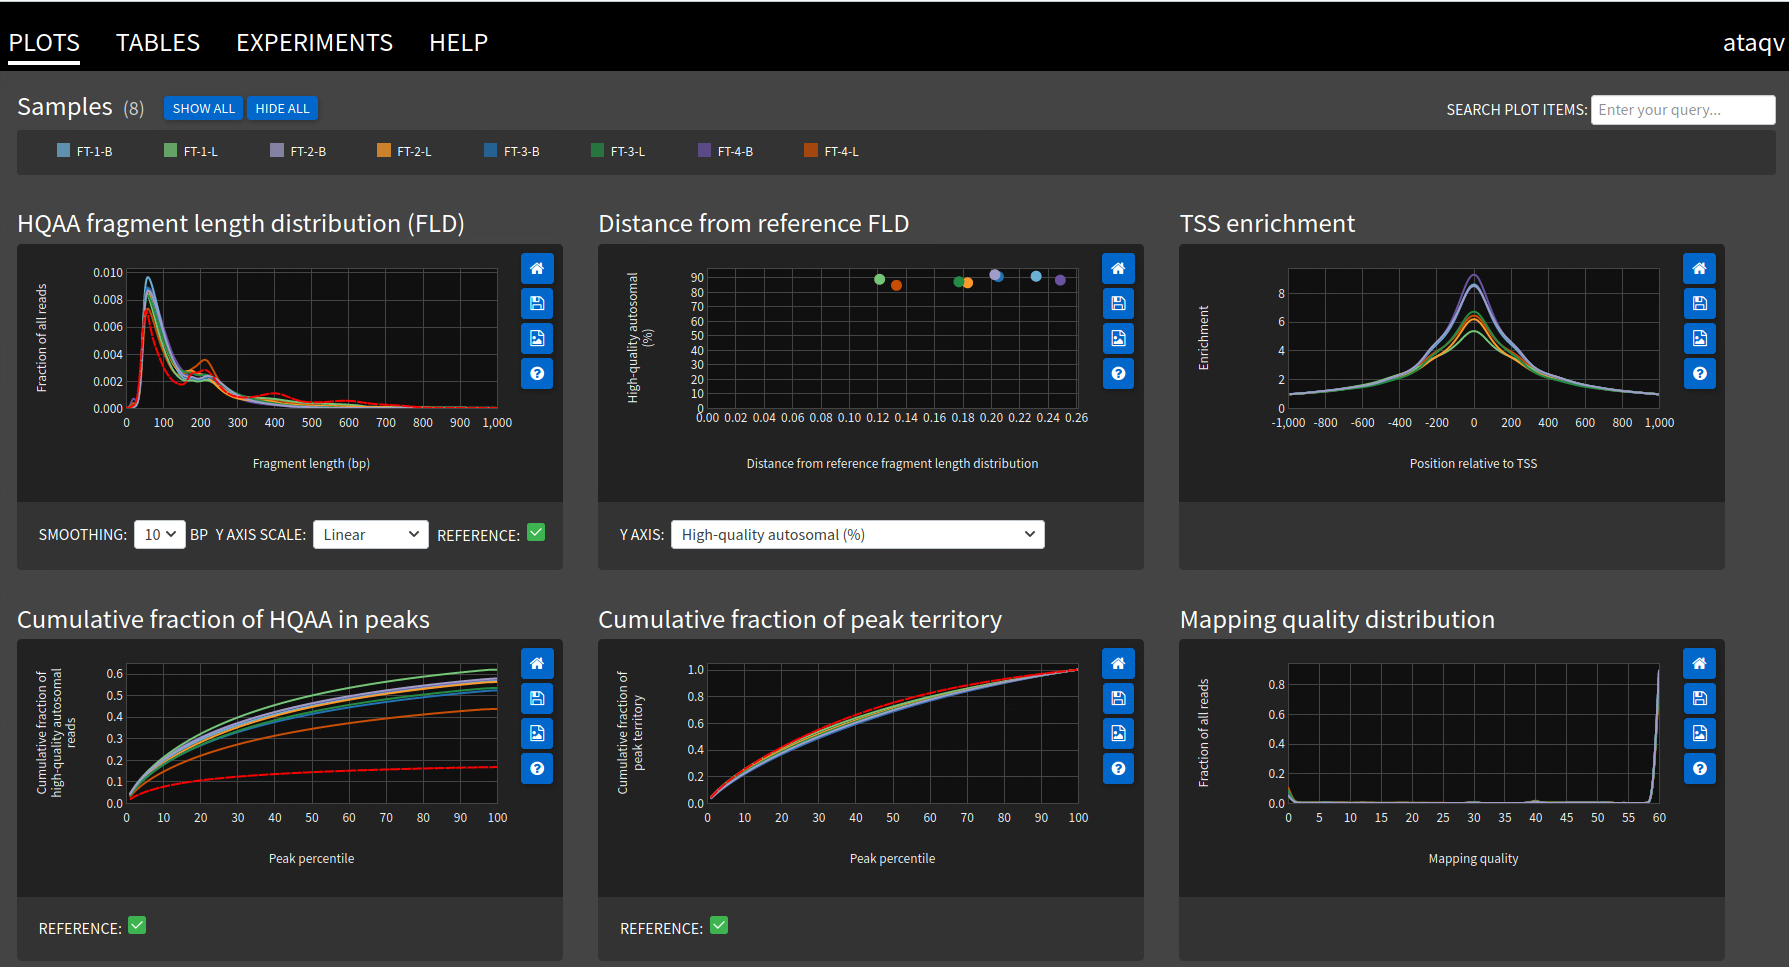 PLOTS TABLES EXPERIMENTS HELP ataqv
Samples (8) SHOW ALL HIDE ALL SEARCH PLOT ITEMS: Enter your query...
FT-1-B FT-1-L FT-2-B FT-2-L FT-3-B FT-3-L FT-4-B FT-4-L
HQAA fragment length distribution (FLD)
Fraction of all reads
0.010
0.008
0.006
0.004
0.002
0.000
0 100 200 300 400 500 600 700 800 900 1,000
Fragment length (bp)
SMOOTHING: 10 BP Y AXIS SCALE: Linear REFERENCE:
Distance from reference FLD
High-quality autosomal
(%)
90
80
70
60
50
40
30
20
10
0
0.00 0.02 0.04 0.06 0.08 0.10 0.12 0.14 0.16 0.18 0.20 0.22 0.24 0.26
Distance from reference fragment length distribution
Y AXIS: High-quality autosomal (%)
TSS enrichment
Enrichment
8
6
4
2
0
-1,000 -800 -600 -400 -200 0 200 400 600 800 1,000
Position relative to TSS
Cumulative fraction of HQAA in peaks
Cumulative fraction of
high-quality autosomal
reads
0.6
0.5
0.4
0.3
0.2
0.1
0.0
0 10 20 30 40 50 60 70 80 90 100
Peak percentile
REFERENCE:
Cumulative fraction of peak territory
Cumulative fraction of
peak territory
1.0
0.8
0.6
0.4
0.2
0.0
0 10 20 30 40 50 60 70 80 90 100
Peak percentile
REFERENCE:
Mapping quality distribution
Fraction of all reads
0.8
0.6
0.4
0.2
0.0
0 5 10 15 20 25 30 35 40 45 50 55 60
Mapping quality